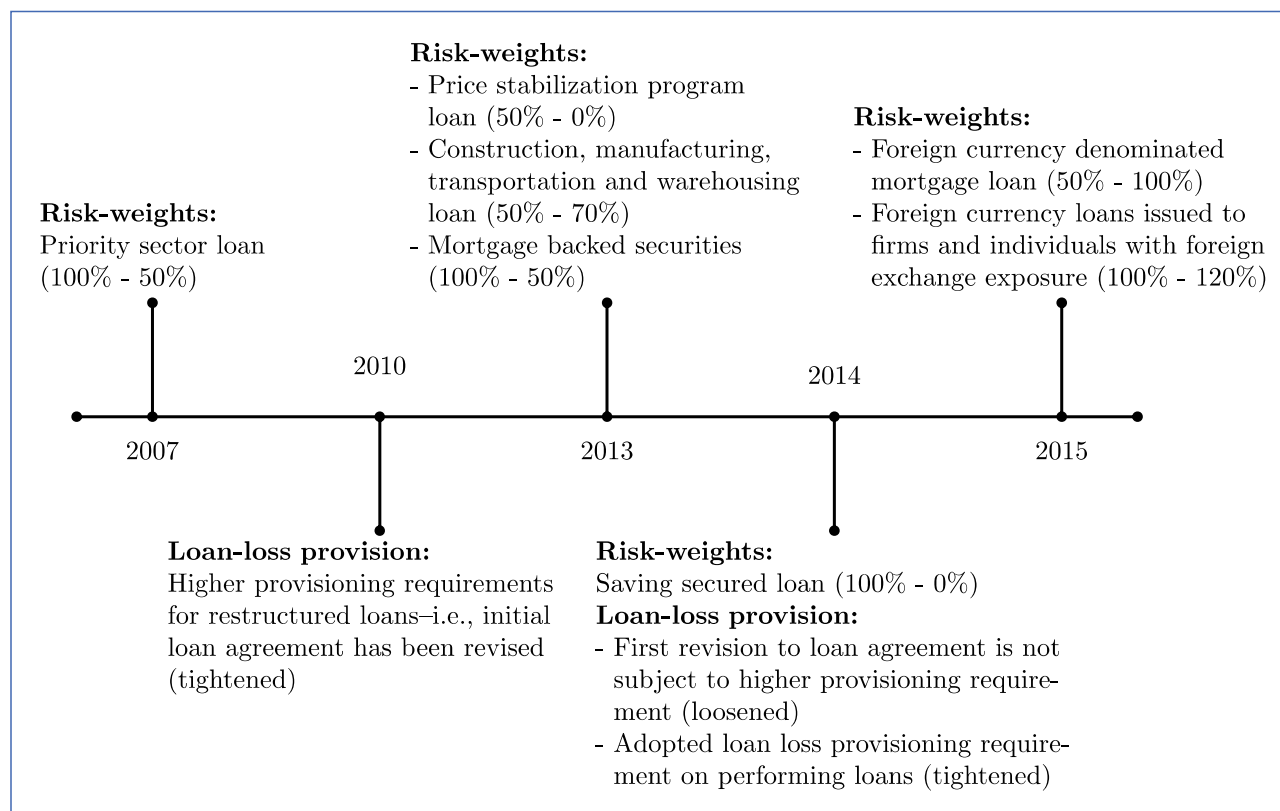 Risk-weights:
Priority sector loan
(100% - 50%)
2007
2010
Loan-loss provision:
Higher provisioning requirements
for restructured loans–i.e., initial
loan agreement has been revised
(tightened)
Risk-weights:
- Price stabilization program
loan (50% - 0%)
- Construction, manufacturing,
transportation and warehousing
loan (50% - 70%)
- Mortgage backed securities
(100% - 50%)
2013
2014
Risk-weights:
Saving secured loan (100% - 0%)
Loan-loss provision:
- First revision to loan agreement is not
subject to higher provisioning require-
ment (loosened)
- Adopted loan loss provisioning require-
ment on performing loans (tightened)
Risk-weights:
- Foreign currency denominated
mortgage loan (50% - 100%)
- Foreign currency loans issued to
firms and individuals with foreign
exchange exposure (100% - 120%)
2015